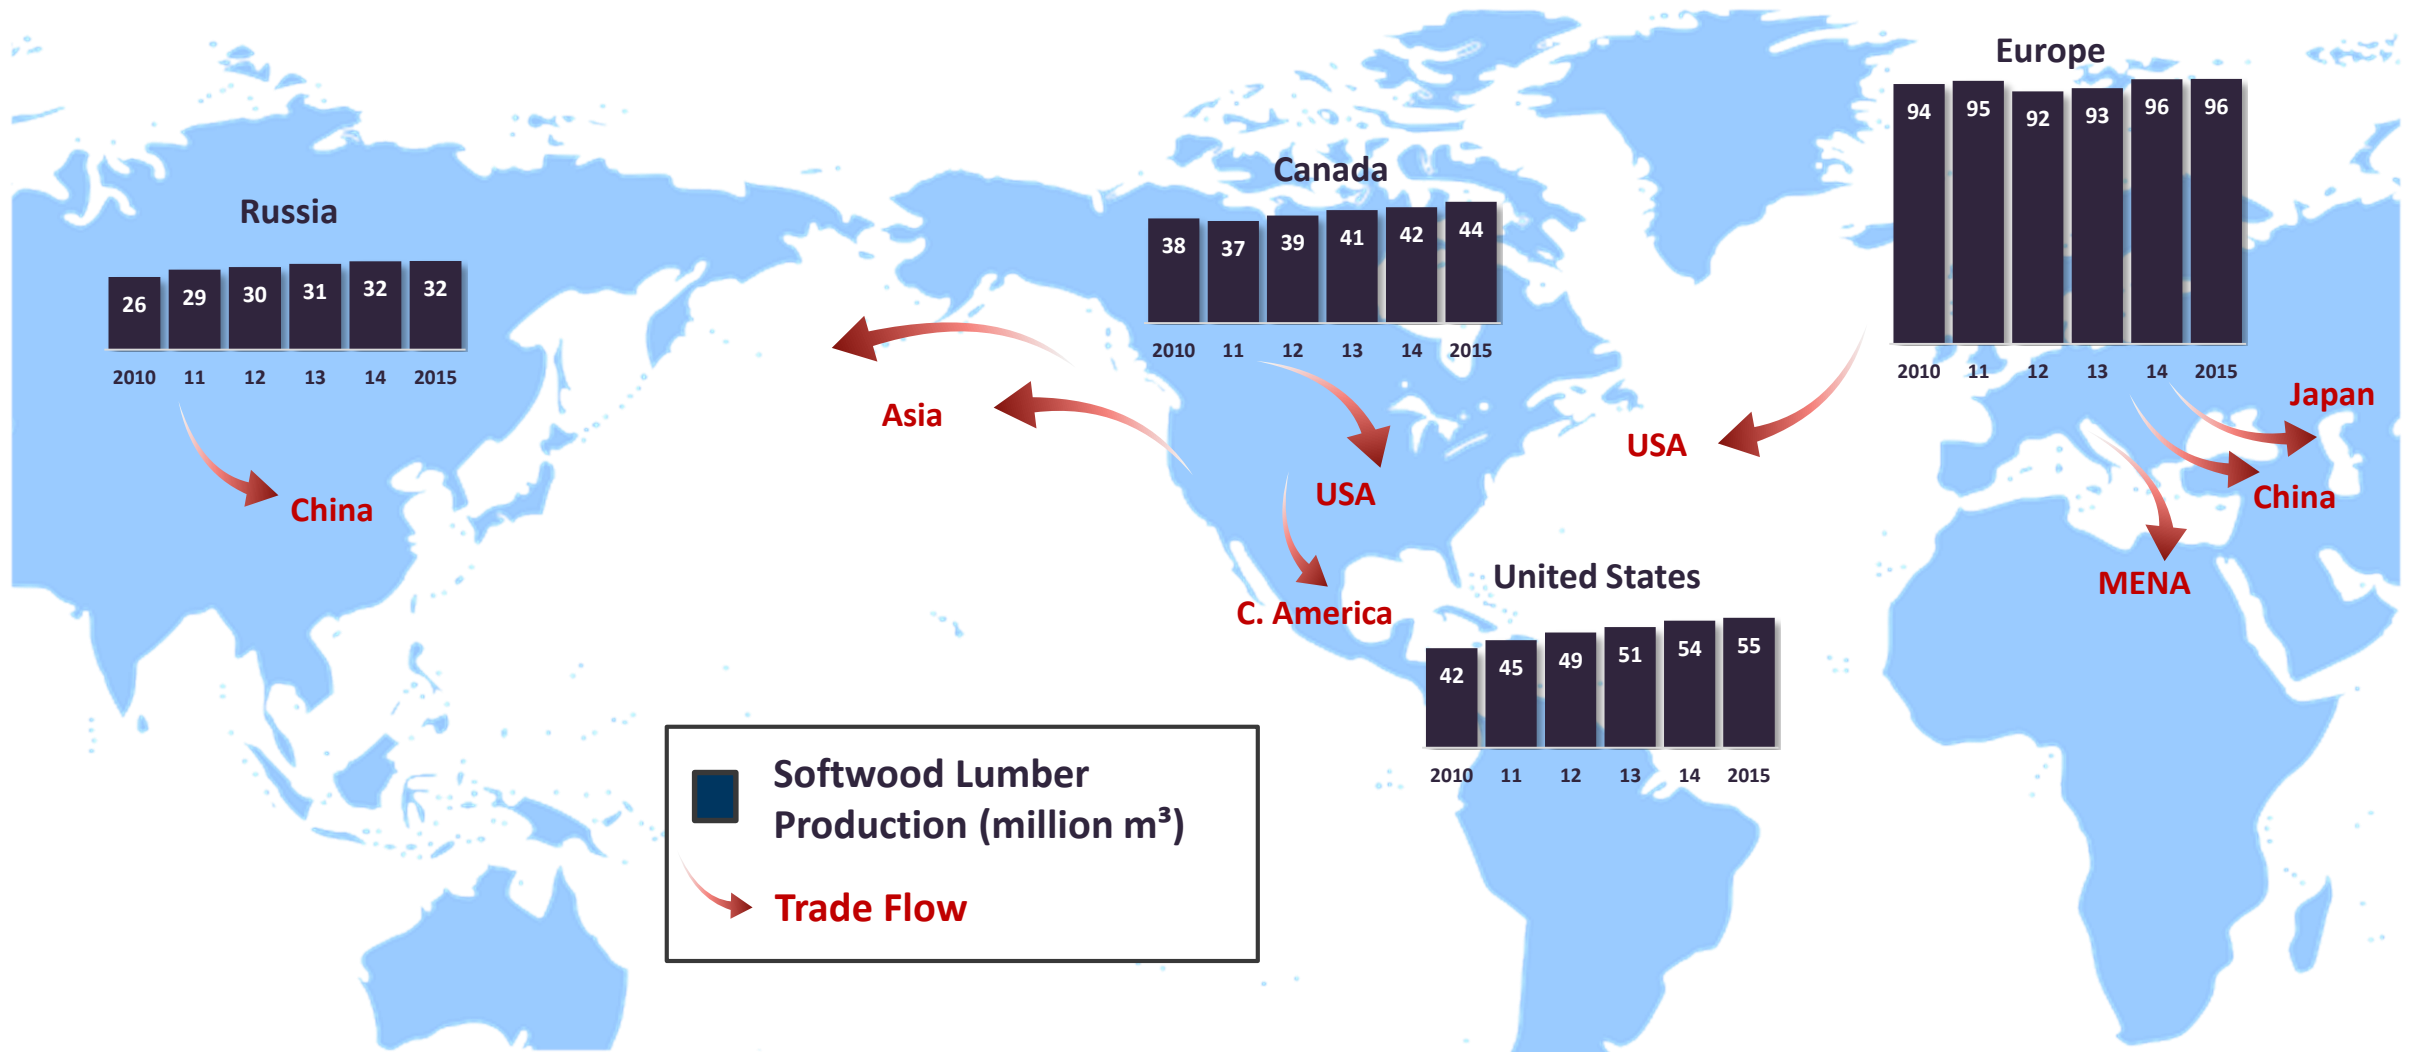 Russia
26 29 30 31 32 32
2010 11 12 13 14 2015
China
Asia
Canada
38 37 39 41 42 44
2010 11 12 13 14 2015
USA
C. America
United States
42 45 49 51 54 55
2010 11 12 13 14 2015
Europe
94 95 92 93 96 96
2010 11 12 13 14 2015
USA
Japan
China
MENA
Softwood Lumber
Production (million m³)
Trade Flow